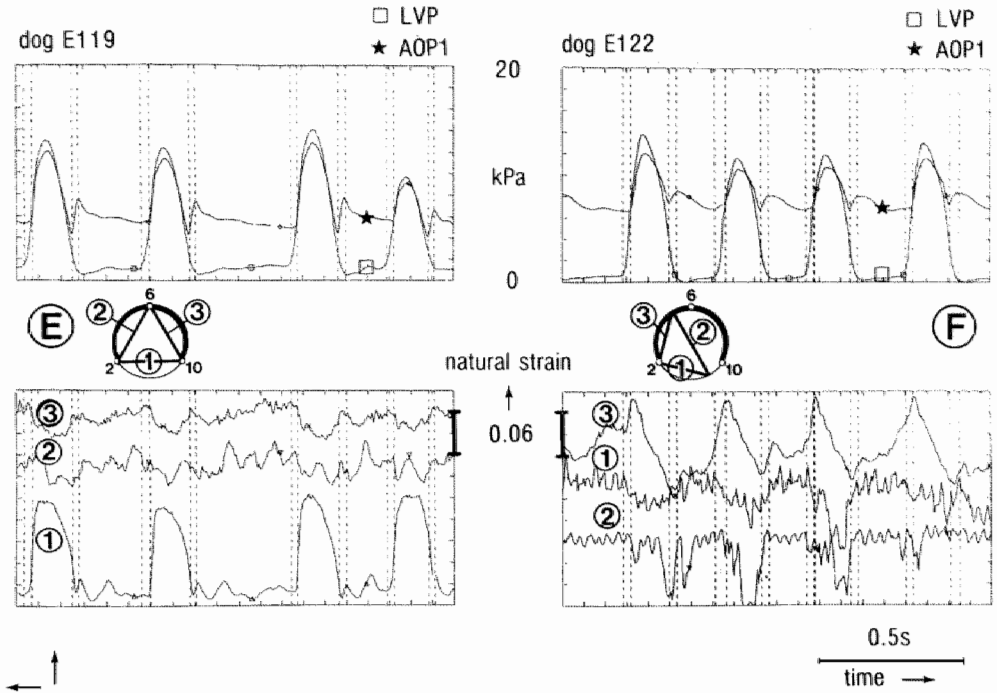 dog E119
□ LVP
★ AOP1
dog E122
□ LVP
★ AOP1
20
kPa
0
E
6
2
3
1
2
10
natural strain
0.06
6
3
2
1
2
10
F
3
2
1
3
1
2
0.5s
time →